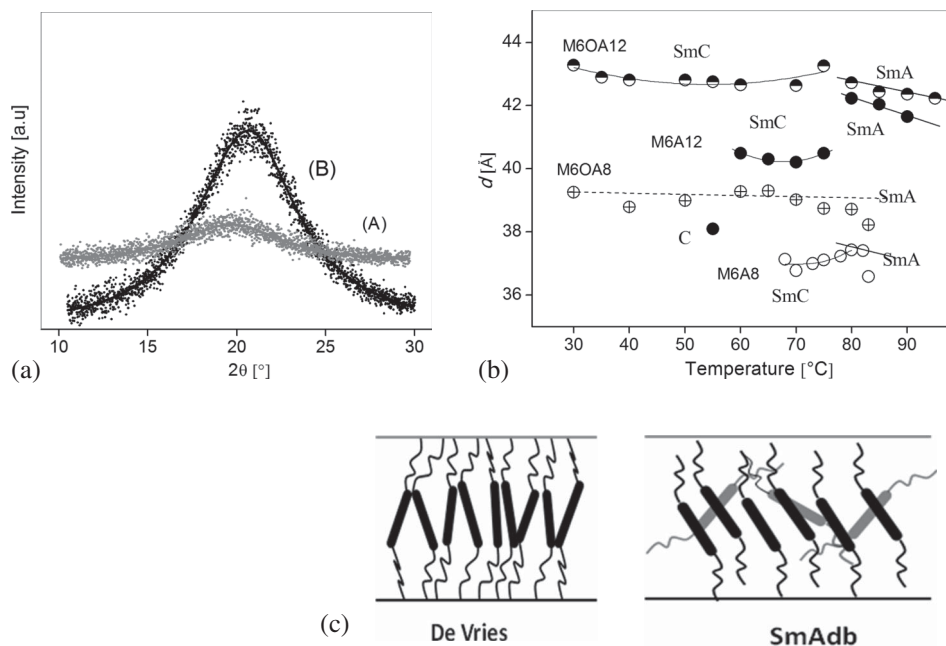 Intensity [a.u]
(B)
(A)
10 15 20 25 30
2θ [°]
(a)
44
42
40
38
36
d [Å]
M6OA12
SmC
SmA
SmC
SmA
M6A12
M6OA8
SmA
C
M6A8
SmA
SmC
30 40 50 60 70 80 90
Temperature [°C]
(b)
(c)
De Vries
SmAdb